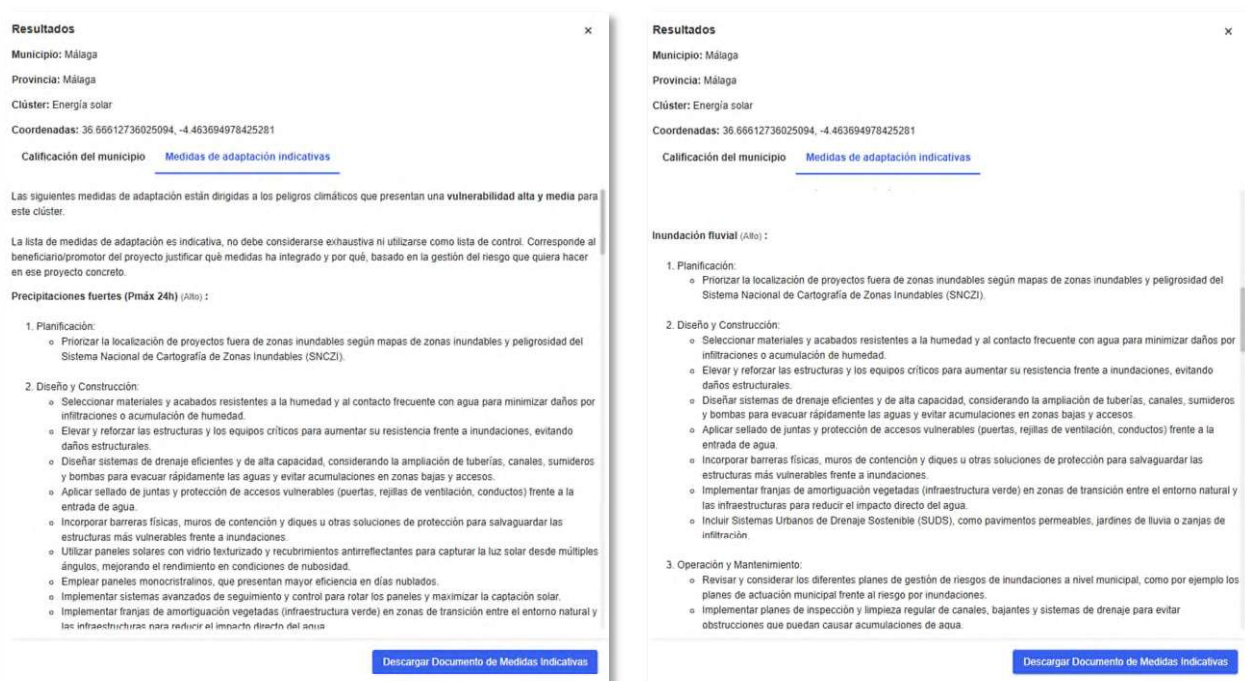 Resultados
×
Municipio: Málaga
Provincia: Málaga
Clúster: Energía solar
Coordenadas: 36.66612736025094, -4.463694978425281
Calificación del municipio
Medidas de adaptación indicativas
Las siguientes medidas de adaptación están dirigidas a los peligros climáticos que presentan una vulnerabilidad alta y media para
este clúster.
La lista de medidas de adaptación es indicativa, no debe considerarse exhaustiva ni utilizarse como lista de control. Corresponde al
beneficiario/promotor del proyecto justificar qué medidas ha integrado y por qué, basado en la gestión del riesgo que quiera hacer
en ese proyecto concreto.
Precipitaciones fuertes (Pmáx 24h) (Alto) :
1. Planificación:
o Priorizar la localización de proyectos fuera de zonas inundables según mapas de zonas inundables y peligrosidad del
Sistema Nacional de Cartografía de Zonas Inundables (SNCZI).
2. Diseño y Construcción:
o Seleccionar materiales y acabados resistentes a la humedad y al contacto frecuente con agua para minimizar daños por
infiltraciones o acumulación de humedad.
o Elevar y reforzar las estructuras y los equipos críticos para aumentar su resistencia frente a inundaciones, evitando
daños estructurales.
o Diseñar sistemas de drenaje eficientes y de alta capacidad, considerando la ampliación de tuberías, canales, sumideros
y bombas para evacuar rápidamente las aguas y evitar acumulaciones en zonas bajas y accesos.
o Aplicar sellado de juntas y protección de accesos vulnerables (puertas, rejillas de ventilación, conductos) frente a la
entrada de agua.
o Incorporar barreras físicas, muros de contención y diques u otras soluciones de protección para salvaguardar las
estructuras más vulnerables frente a inundaciones.
o Utilizar paneles solares con vidrio texturizado y recubrimientos antirreflectantes para capturar la luz solar desde múltiples
ángulos, mejorando el rendimiento en condiciones de nubosidad.
o Emplear paneles monocristalinos, que presentan mayor eficiencia en días nublados.
o Implementar sistemas avanzados de seguimiento y control para rotar los paneles y maximizar la captación solar.
o Implementar franjas de amortiguación vegetadas (infraestructura verde) en zonas de transición entre el entorno natural y
las infraestructuras para reducir el impacto directo del agua.
Descargar Documento de Medidas Indicativas
Resultados
×
Municipio: Málaga
Provincia: Málaga
Clúster: Energía solar
Coordenadas: 36.66612736025094, -4.463694978425281
Calificación del municipio
Medidas de adaptación indicativas
Inundación fluvial (Alto) :
1. Planificación:
o Priorizar la localización de proyectos fuera de zonas inundables según mapas de zonas inundables y peligrosidad del
Sistema Nacional de Cartografía de Zonas Inundables (SNCZI).
2. Diseño y Construcción:
o Seleccionar materiales y acabados resistentes a la humedad y al contacto frecuente con agua para minimizar daños por
infiltraciones o acumulación de humedad.
o Elevar y reforzar las estructuras y los equipos críticos para aumentar su resistencia frente a inundaciones, evitando
daños estructurales.
o Diseñar sistemas de drenaje eficientes y de alta capacidad, considerando la ampliación de tuberías, canales, sumideros
y bombas para evacuar rápidamente las aguas y evitar acumulaciones en zonas bajas y accesos.
o Aplicar sellado de juntas y protección de accesos vulnerables (puertas, rejillas de ventilación, conductos) frente a la
entrada de agua.
o Incorporar barreras físicas, muros de contención y diques u otras soluciones de protección para salvaguardar las
estructuras más vulnerables frente a inundaciones.
o Implementar franjas de amortiguación vegetadas (infraestructura verde) en zonas de transición entre el entorno natural y
las infraestructuras para reducir el impacto directo del agua.
o Incluir Sistemas Urbanos de Drenaje Sostenible (SUDS), como pavimentos permeables, jardines de lluvia o zanjas de
infiltración.
3. Operación y Mantenimiento:
o Revisar y considerar los diferentes planes de gestión de riesgos de inundaciones a nivel municipal, como por ejemplo los
planes de actuación municipal frente al riesgo por inundaciones.
o Implementar planes de inspección y limpieza regular de canales, bajantes y sistemas de drenaje para evitar
obstrucciones que puedan causar acumulaciones de agua.
Descargar Documento de Medidas Indicativas